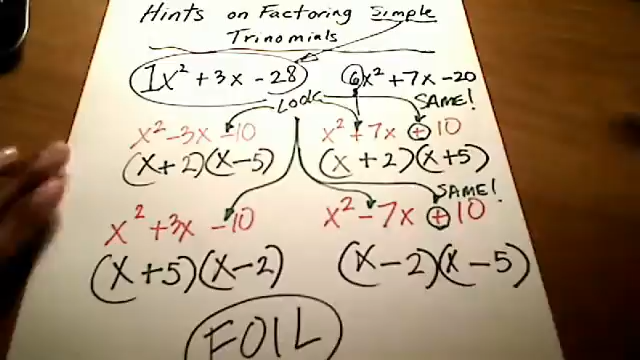 Hints on Factoring Simple
Trinomials
1x² + 3x - 28 6x² + 7x - 20
LOOK SAME!
x² - 3x - 10 x² + 7x + 10
(x + 2)(x - 5) (x + 2)(x + 5)
SAME!
x² + 3x - 10 x² - 7x + 10
(x + 5)(x - 2) (x - 2)(x - 5)
FOIL